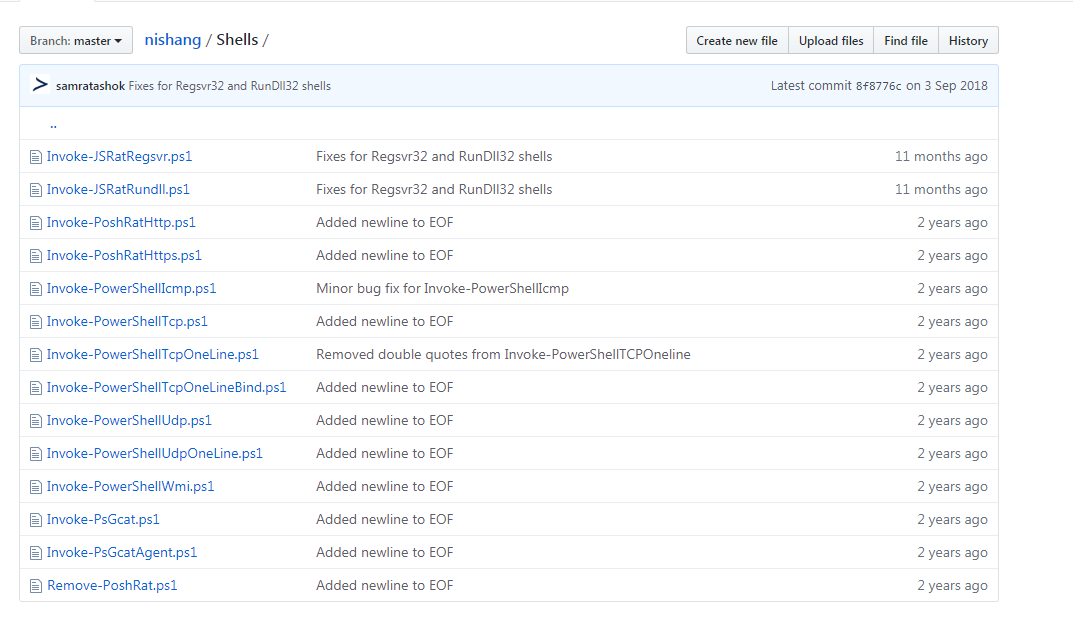 Branch: master nishang / Shells / Create new file Upload files Find file History
samratashok Fixes for Regsvr32 and RunDll32 shells Latest commit 8f8776c on 3 Sep 2018
..
Invoke-JSRatRegsvr.ps1 Fixes for Regsvr32 and RunDll32 shells 11 months ago
Invoke-JSRatRundll.ps1 Fixes for Regsvr32 and RunDll32 shells 11 months ago
Invoke-PoshRatHttp.ps1 Added newline to EOF 2 years ago
Invoke-PoshRatHttps.ps1 Added newline to EOF 2 years ago
Invoke-PowerShellIcmp.ps1 Minor bug fix for Invoke-PowerShellIcmp 2 years ago
Invoke-PowerShellTcp.ps1 Added newline to EOF 2 years ago
Invoke-PowerShellTcpOneLine.ps1 Removed double quotes from Invoke-PowerShellTCPOneline 2 years ago
Invoke-PowerShellTcpOneLineBind.ps1 Added newline to EOF 2 years ago
Invoke-PowerShellUdp.ps1 Added newline to EOF 2 years ago
Invoke-PowerShellUdpOneLine.ps1 Added newline to EOF 2 years ago
Invoke-PowerShellWmi.ps1 Added newline to EOF 2 years ago
Invoke-PsGcat.ps1 Added newline to EOF 2 years ago
Invoke-PsGcatAgent.ps1 Added newline to EOF 2 years ago
Remove-PoshRat.ps1 Added newline to EOF 2 years ago